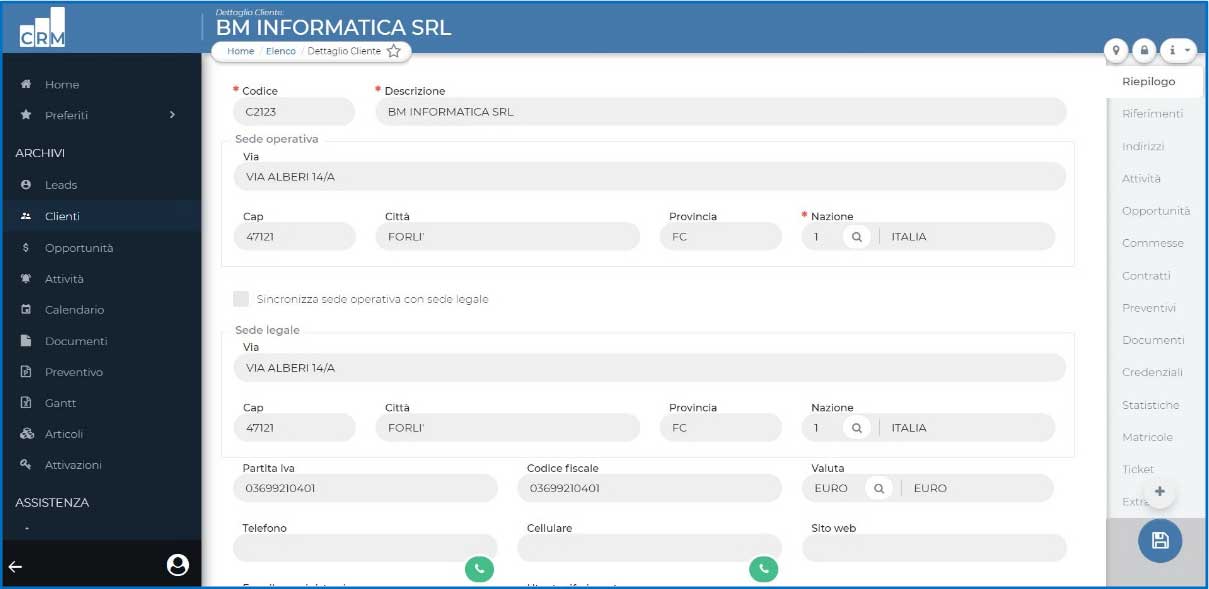 CRM
Dettaglio Cliente:
BM INFORMATICA SRL
Home / Elenco / Dettaglio Cliente
Home
Preferiti
ARCHIVI
Leads
Clienti
Opportunità
Attività
Calendario
Documenti
Preventivo
Gantt
Articoli
Attivazioni
ASSISTENZA
* Codice * Descrizione
C2123 BM INFORMATICA SRL
Sede operativa
Via
VIA ALBERI 14/A
Cap Città Provincia * Nazione
47121 FORLI' FC 1 ITALIA
Sincronizza sede operativa con sede legale
Sede legale
Via
VIA ALBERI 14/A
Cap Città Provincia Nazione
47121 FORLI' FC 1 ITALIA
Partita Iva Codice fiscale Valuta
03699210401 03699210401 EURO EURO
Telefono Cellulare Sito web
Riepilogo
Riferimenti
Indirizzi
Attività
Opportunità
Commesse
Contratti
Preventivi
Documenti
Credenziali
Statistiche
Matricole
Ticket